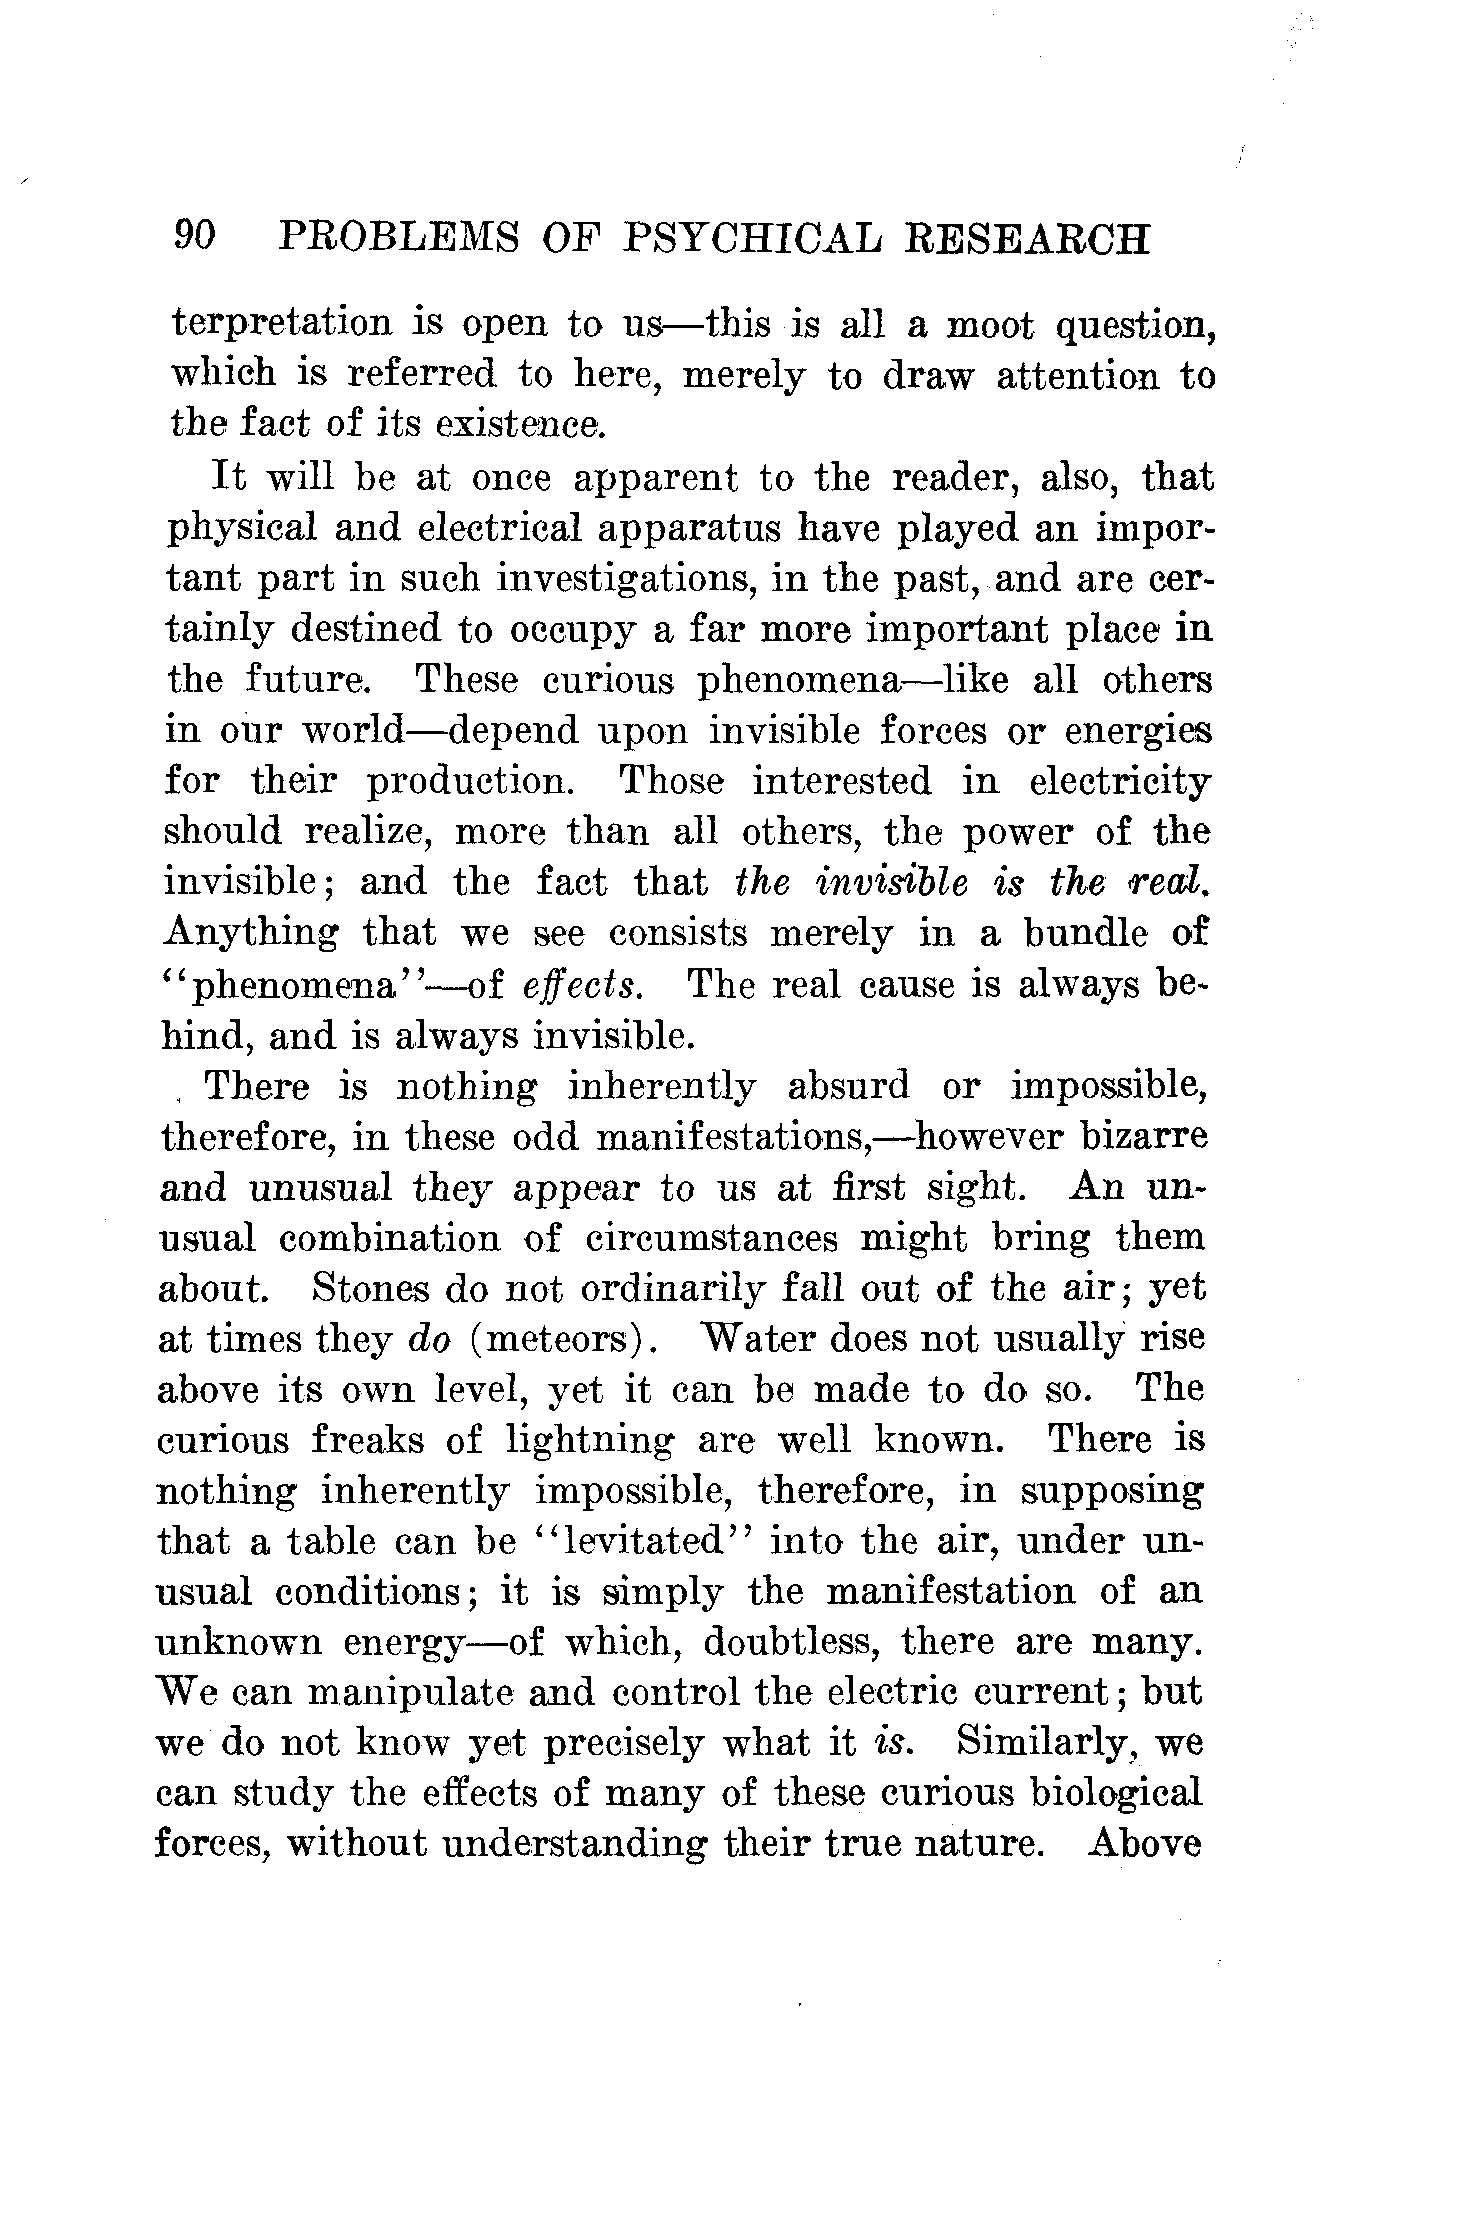 90 PROBLEMS OF PSYCHICAL RESEARCH
terpretation is open to us—this is all a moot question,
which is referred to here, merely to draw attention to
the fact of its existence.
It will be at once apparent to the reader, also, that
physical and electrical apparatus have played an impor-
tant part in such investigations, in the past, and are cer-
tainly destined to occupy a far more important place in
the future. These curious phenomena—like all others
in our world—depend upon invisible forces or energies
for their production. Those interested in electricity
should realize, more than all others, the power of the
invisible; and the fact that the invisible is the real.
Anything that we see consists merely in a bundle of
‘‘phenomena’’—of effects. The real cause is always be-
hind, and is always invisible.
There is nothing inherently absurd or impossible,
therefore, in these odd manifestations,—however bizarre
and unusual they appear to us at first sight. An un-
usual combination of circumstances might bring them
about. Stones do not ordinarily fall out of the air; yet
at times they do (meteors). Water does not usually rise
above its own level, yet it can be made to do so. The
curious freaks of lightning are well known. There is
nothing inherently impossible, therefore, in supposing
that a table can be ‘‘levitated’’ into the air, under un-
usual conditions; it is simply the manifestation of an
unknown energy—of which, doubtless, there are many.
We can manipulate and control the electric current; but
we do not know yet precisely what it is. Similarly, we
can study the effects of many of these curious biological
forces, without understanding their true nature. Above